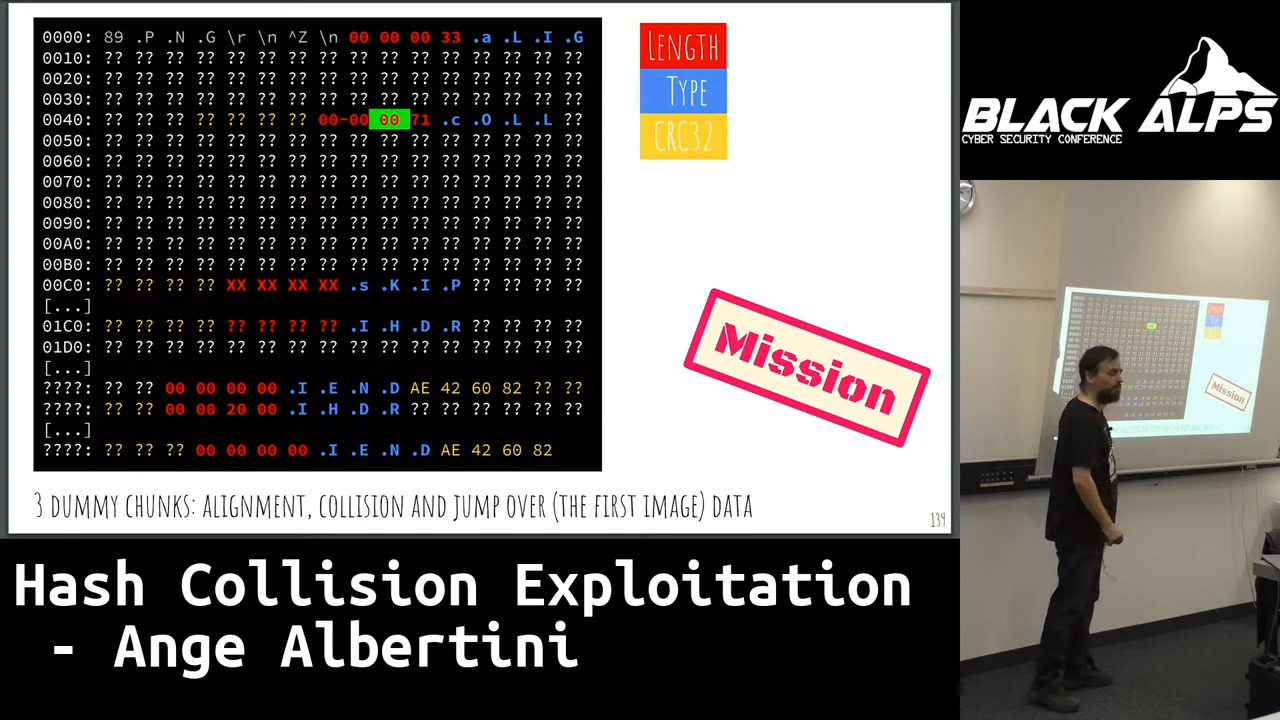 0000: 89 .P .N .G \r \n ^Z \n 00 00 00 33 .a .L .I .G
0010: ?? ?? ?? ?? ?? ?? ?? ?? ?? ?? ?? ?? ?? ?? ?? ??
0020: ?? ?? ?? ?? ?? ?? ?? ?? ?? ?? ?? ?? ?? ?? ?? ??
0030: ?? ?? ?? ?? ?? ?? ?? ?? ?? ?? ?? ?? ?? ?? ?? ??
0040: ?? ?? ?? ?? ?? ?? ?? 00-00 00 71 .c .O .L .L ??
0050: ?? ?? ?? ?? ?? ?? ?? ?? ?? ?? ?? ?? ?? ?? ?? ??
0060: ?? ?? ?? ?? ?? ?? ?? ?? ?? ?? ?? ?? ?? ?? ?? ??
0070: ?? ?? ?? ?? ?? ?? ?? ?? ?? ?? ?? ?? ?? ?? ?? ??
0080: ?? ?? ?? ?? ?? ?? ?? ?? ?? ?? ?? ?? ?? ?? ?? ??
0090: ?? ?? ?? ?? ?? ?? ?? ?? ?? ?? ?? ?? ?? ?? ?? ??
00A0: ?? ?? ?? ?? ?? ?? ?? ?? ?? ?? ?? ?? ?? ?? ?? ??
00B0: ?? ?? ?? ?? ?? ?? ?? ?? ?? ?? ?? ?? ?? ?? ?? ??
00C0: ?? ?? ?? ?? XX XX XX XX .s .K .I .P ?? ?? ?? ??
[...]
01C0: ?? ?? ?? ?? ?? ?? ?? ?? .I .H .D .R ?? ?? ?? ??
01D0: ?? ?? ?? ?? ?? ?? ?? ?? ?? ?? ?? ?? ?? ?? ?? ??
[...]
????: ?? ?? 00 00 00 00 .I .E .N .D AE 42 60 82 ?? ??
????: ?? ?? 00 00 20 00 .I .H .D .R ?? ?? ?? ?? ?? ??
[...]
????: ?? ?? ?? 00 00 00 00 .I .E .N .D AE 42 60 82
LENGTH
TYPE
CRC32
Mission
3 DUMMY CHUNKS: ALIGNMENT, COLLISION AND JUMP OVER (THE FIRST IMAGE) DATA
139
BLACK ALPS
CYBER SECURITY CONFERENCE
Mission
Hash Collision Exploitation
- Ange Albertini